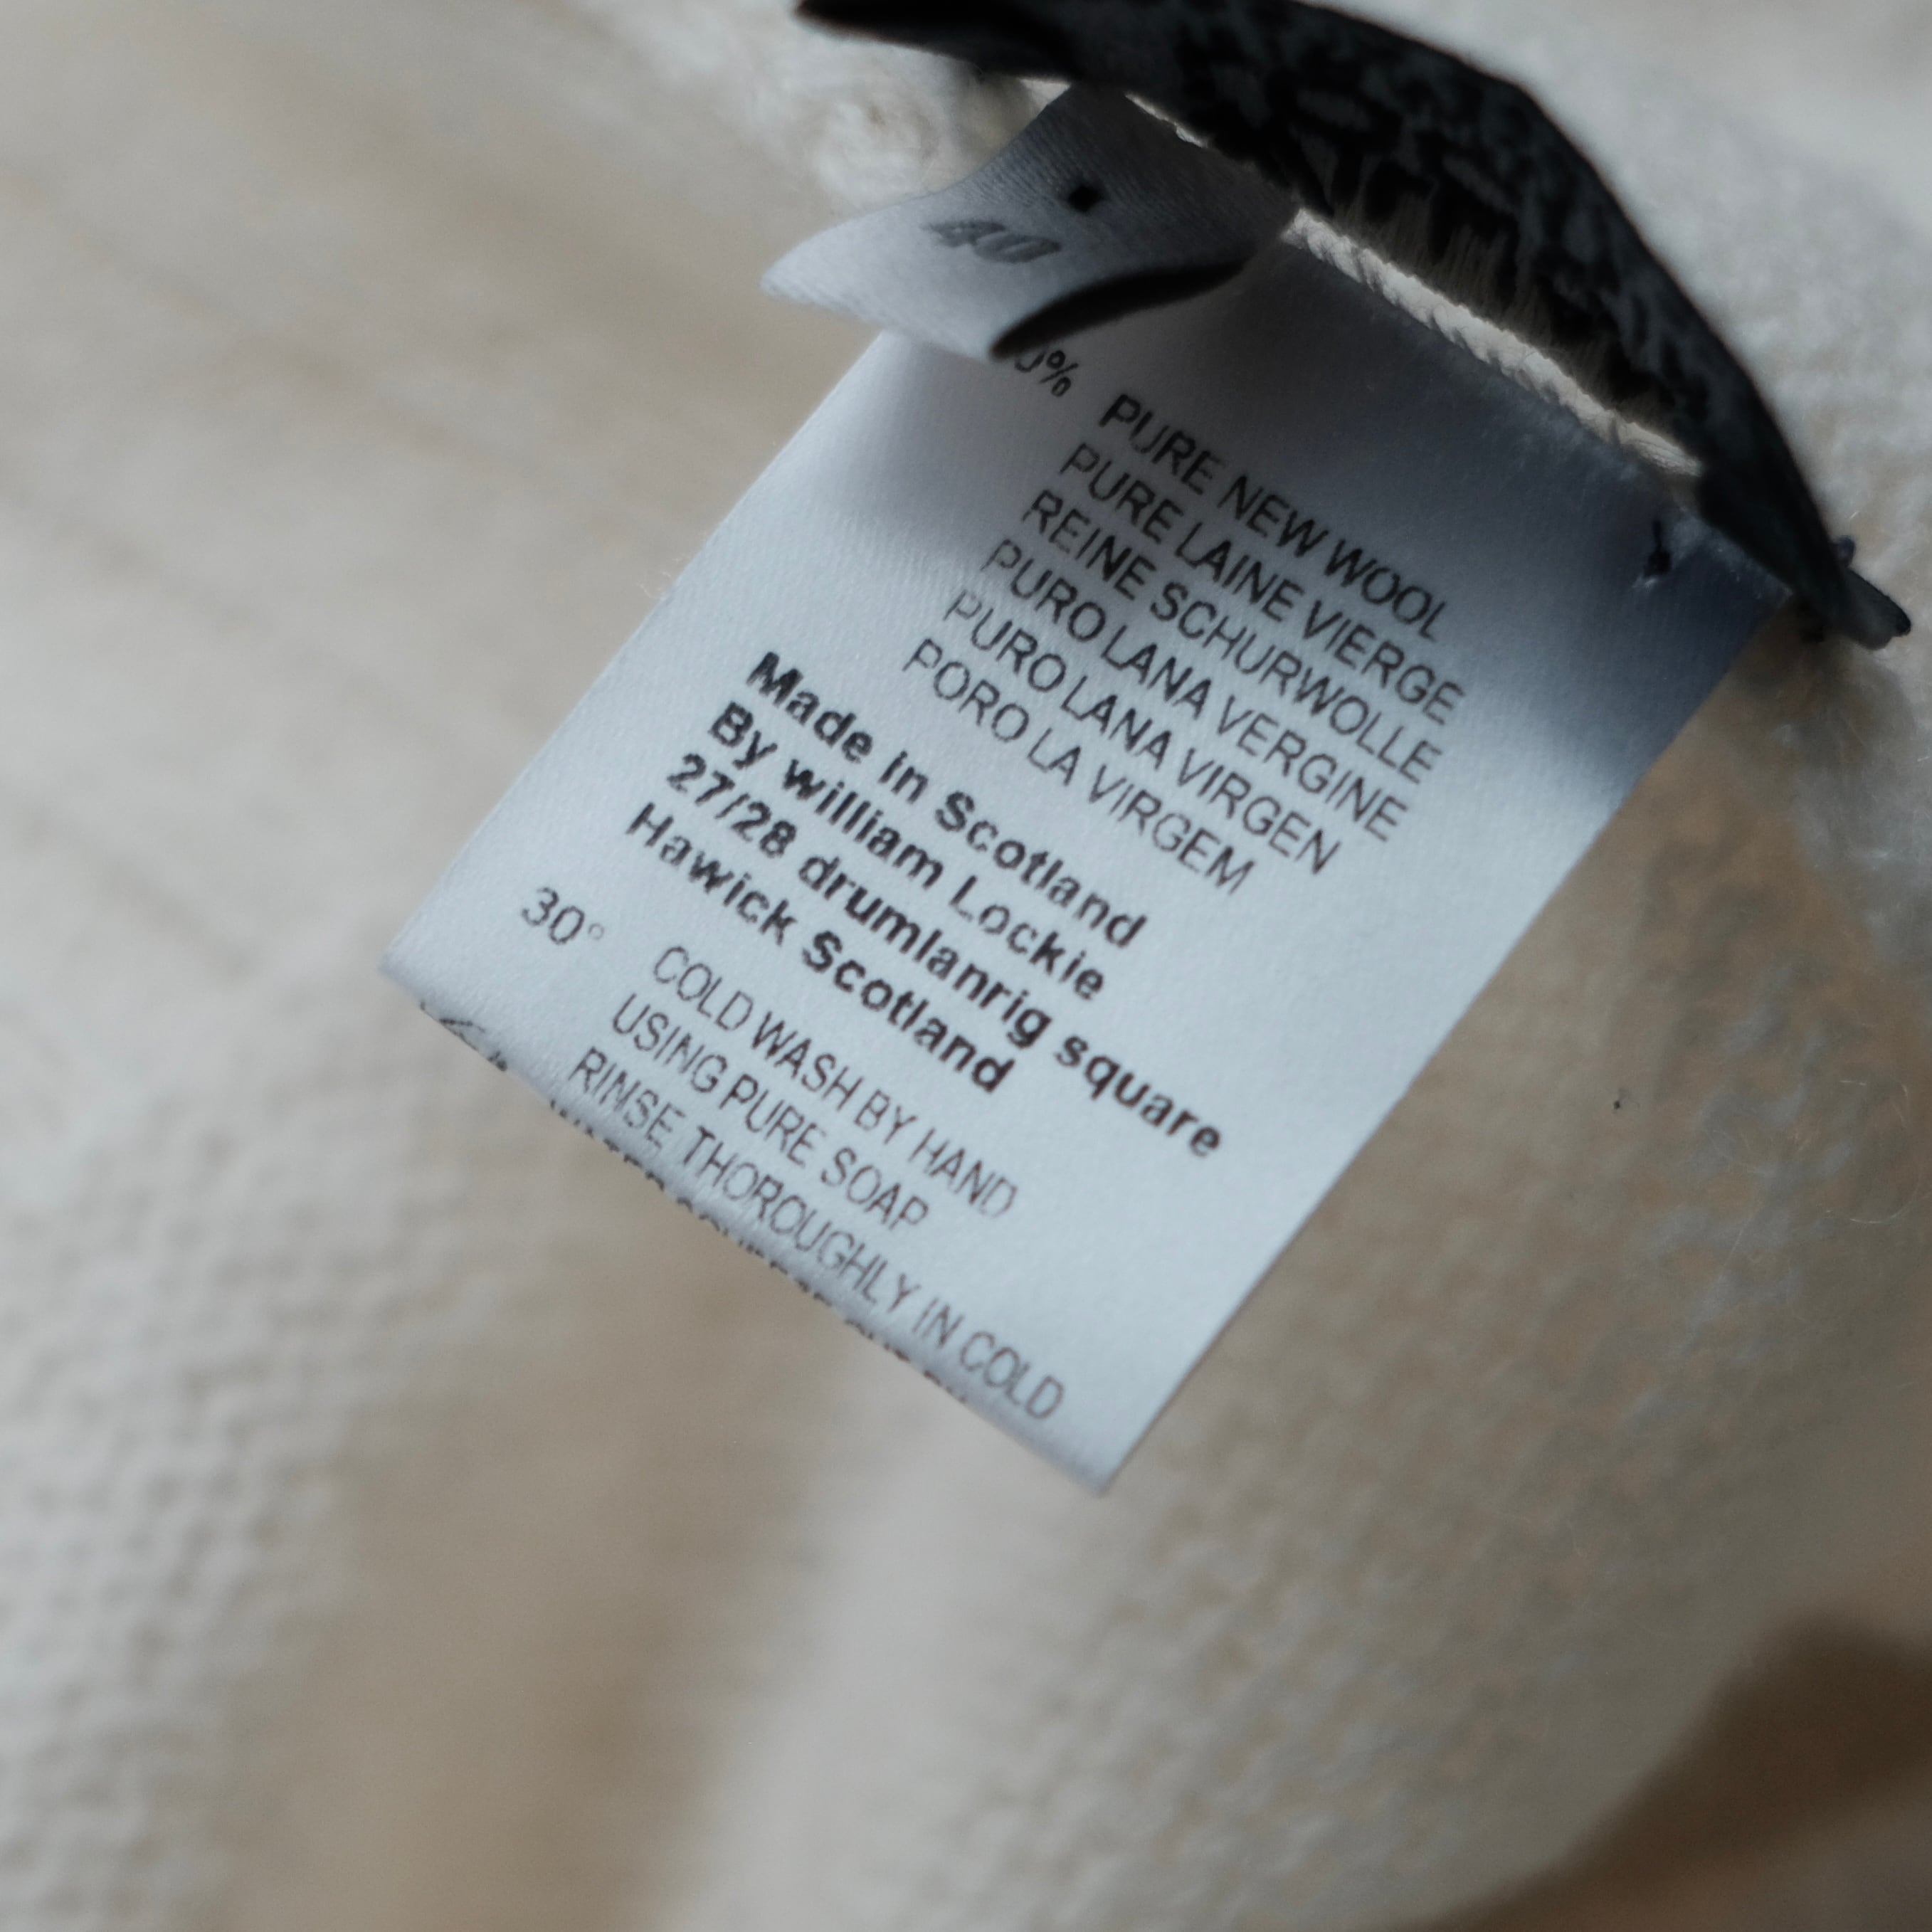 40
0%
PURE NEW WOOL
PURE LAINE VIERGE
REINE SCHURWOLLE
PURO LANA VERGINE
PURO LANA VIRGEN
PORO LA VIRGEM
Made in Scotland
By william Lockie
27/28 drumlanrig square
Hawick Scotland
30°
COLD WASH BY HAND
USING PURE SOAP
RINSE THOROUGHLY IN COLD